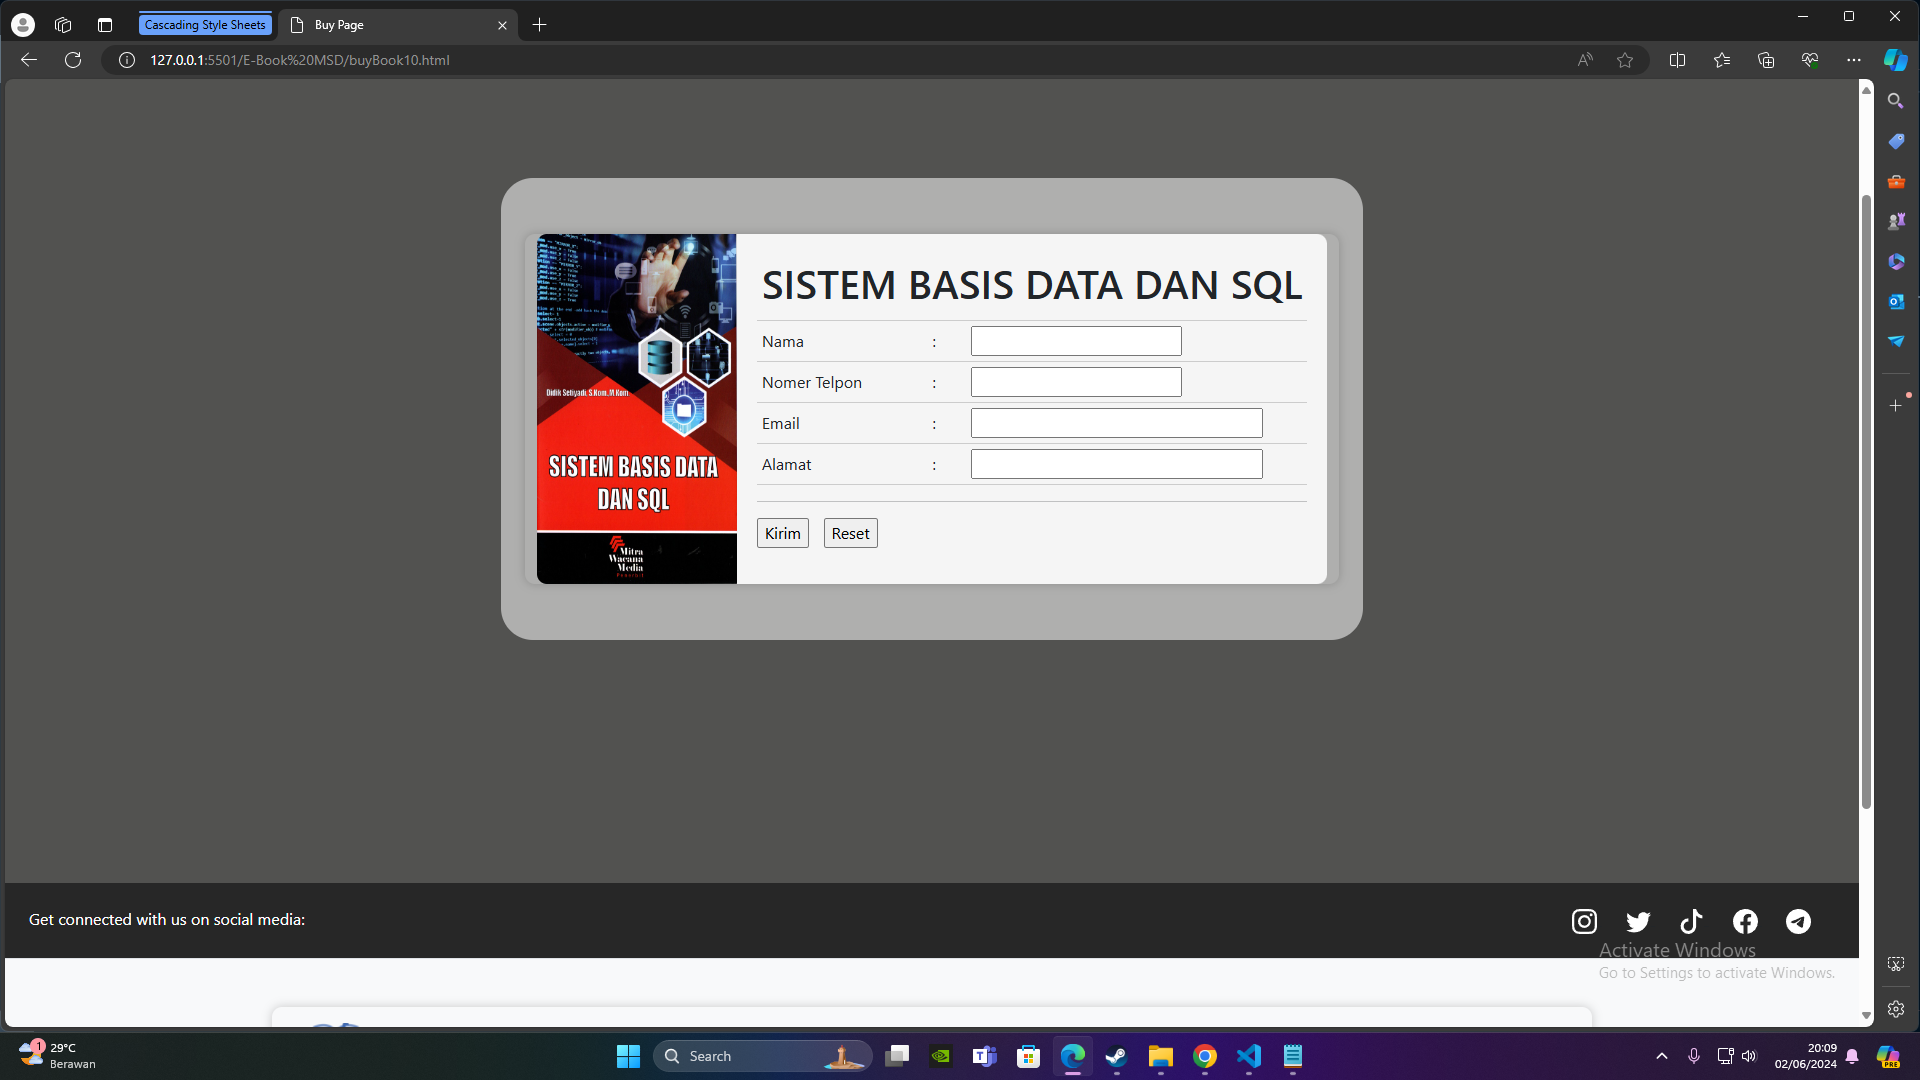 Cascading Style Sheets
Buy Page
127.0.0.1:5501/E-Book%20MSD/buyBook10.html
SISTEM BASIS DATA DAN SQL
Nama :
Nomer Telpon :
Email :
Alamat :
Kirim Reset
Didik Setiyadi, S.Kom., M.Kom
SISTEM BASIS DATA
DAN SQL
Mitra
Wacana
Media
Get connected with us on social media:
Activate Windows
Go to Settings to activate Windows.
1
29°C
Berawan
Search
20:09
02/06/2024
PRE